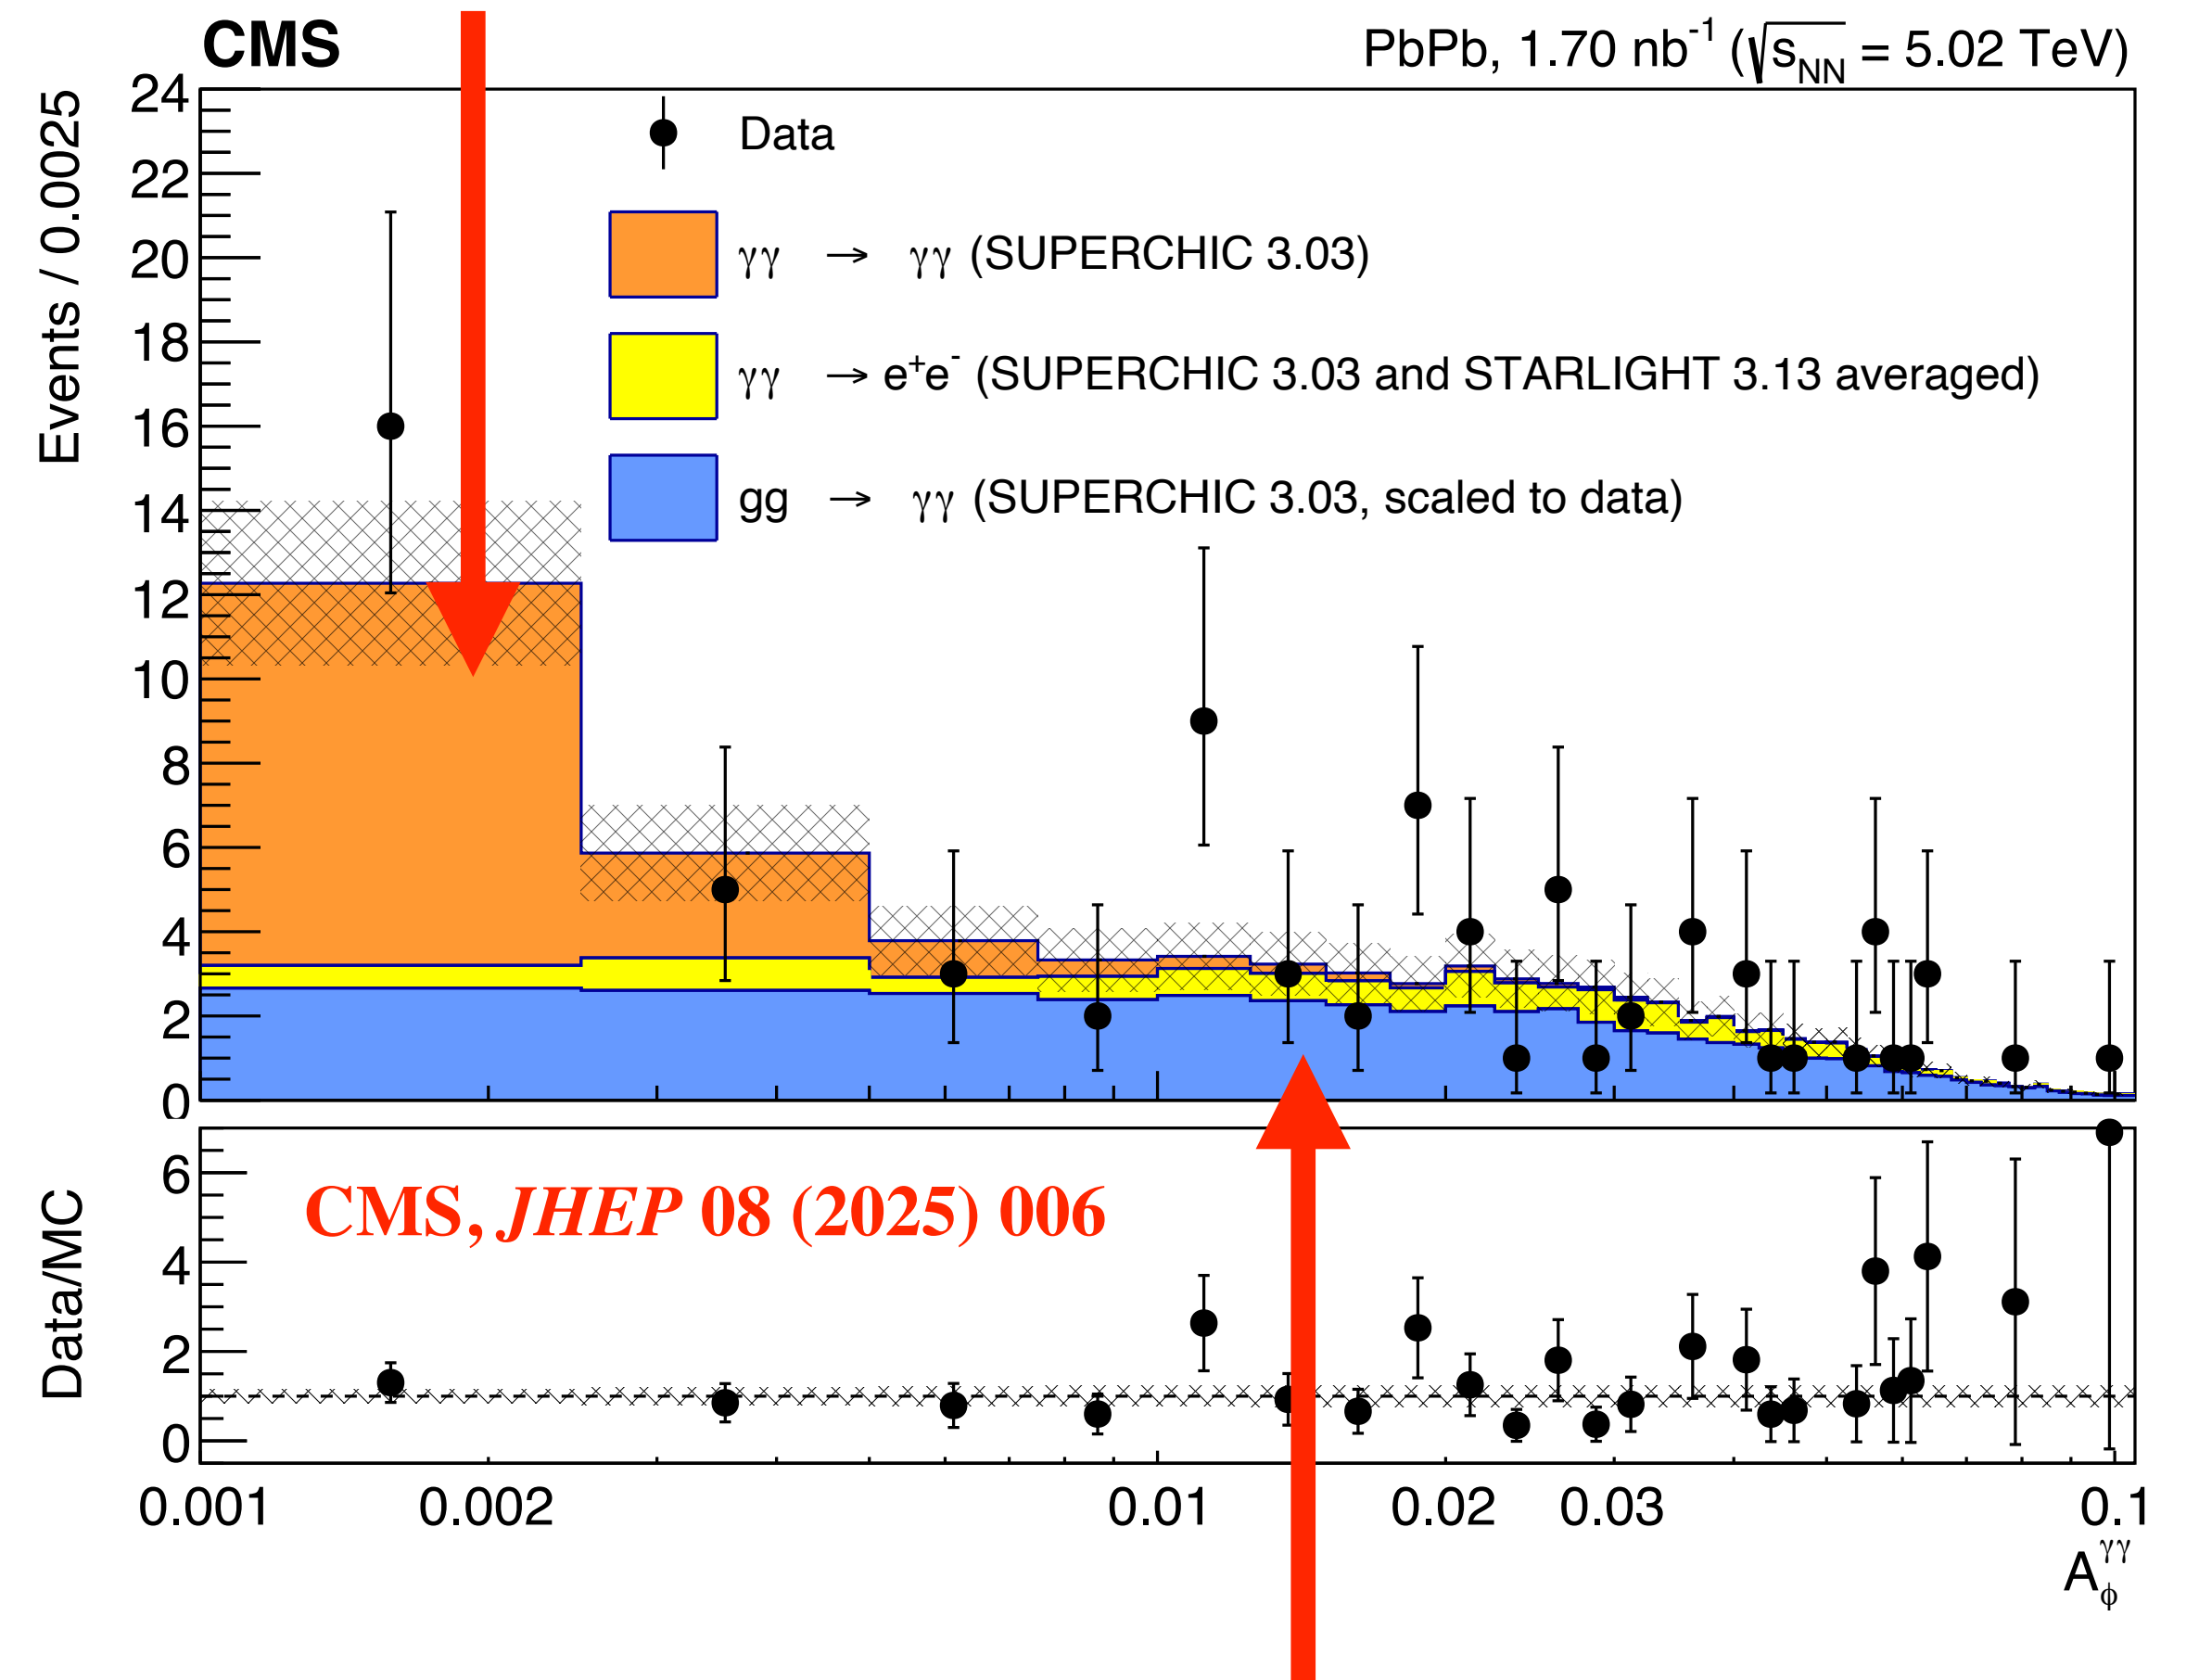 CMS
PbPb, 1.70 nb⁻¹ (√sNN = 5.02 TeV)
Events / 0.0025
24
22
20
18
16
14
12
10
8
6
4
2
0
Data
γγ → γγ (SUPERCHIC 3.03)
γγ → e⁺e⁻ (SUPERCHIC 3.03 and STARLIGHT 3.13 averaged)
gg → γγ (SUPERCHIC 3.03, scaled to data)
Data/MC
6
4
2
0
CMS, JHEP 08 (2025) 006
0.001 0.002 0.01 0.02 0.03 0.1
Aϕγγ